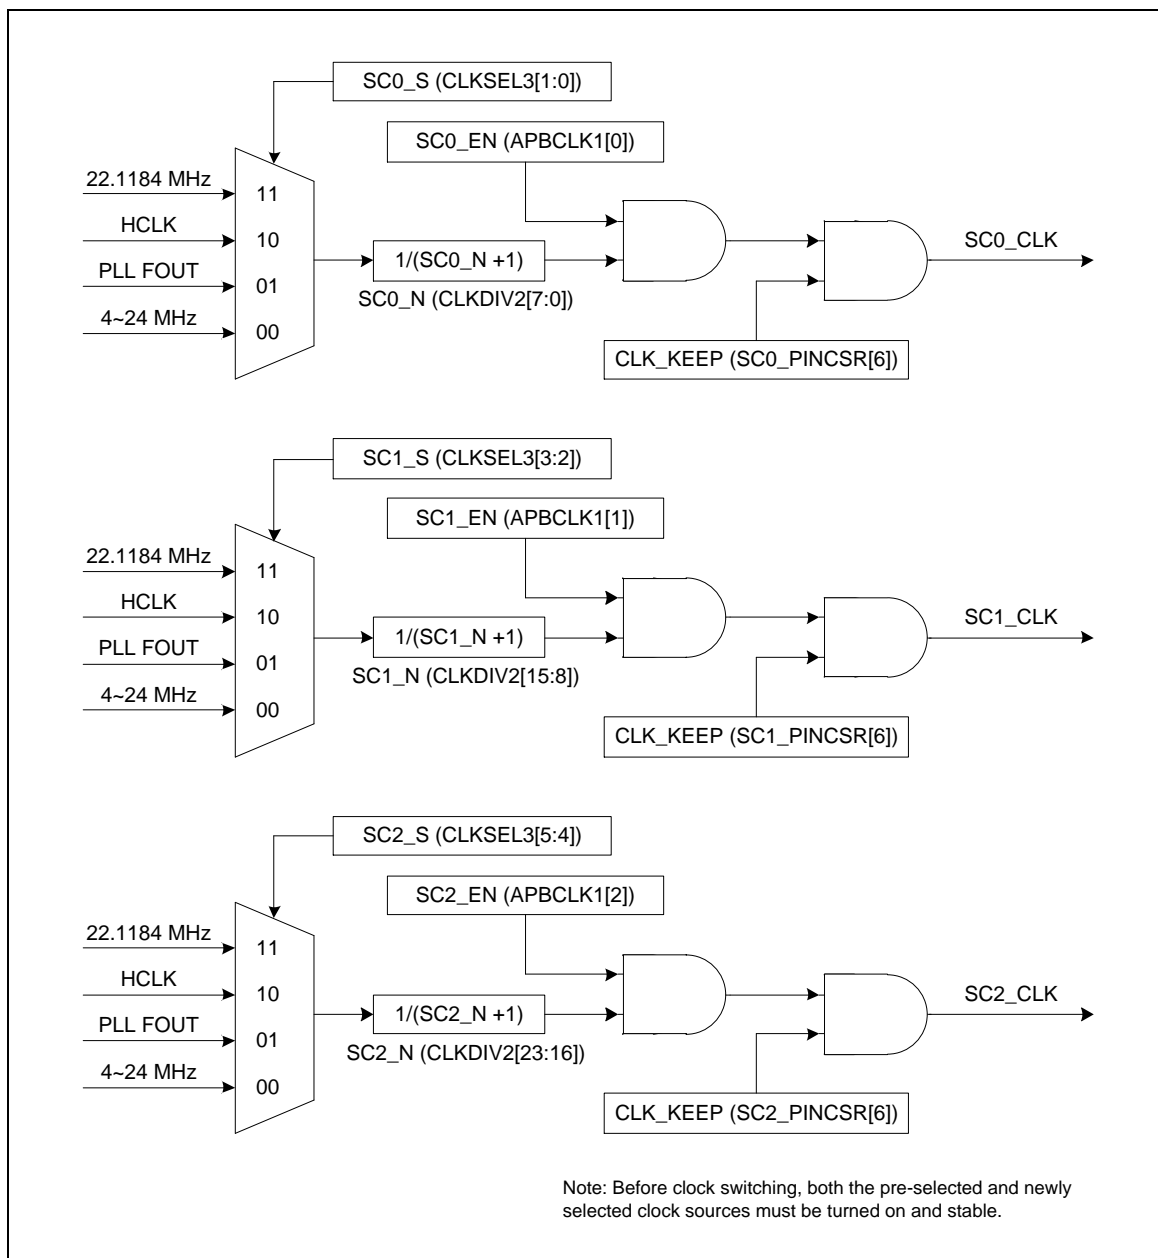 SC0_S (CLKSEL3[1:0])
SC0_EN (APBCLK1[0])
22.1184 MHz
11
HCLK
10
SC0_CLK
PLL FOUT
01
1/(SC0_N +1)
SC0_N (CLKDIV2[7:0])
4~24 MHz
00
CLK_KEEP (SC0_PINCSR[6])
SC1_S (CLKSEL3[3:2])
SC1_EN (APBCLK1[1])
22.1184 MHz
11
HCLK
10
SC1_CLK
PLL FOUT
01
1/(SC1_N +1)
SC1_N (CLKDIV2[15:8])
4~24 MHz
00
CLK_KEEP (SC1_PINCSR[6])
SC2_S (CLKSEL3[5:4])
SC2_EN (APBCLK1[2])
22.1184 MHz
11
HCLK
10
SC2_CLK
PLL FOUT
01
1/(SC2_N +1)
SC2_N (CLKDIV2[23:16])
4~24 MHz
00
CLK_KEEP (SC2_PINCSR[6])
Note: Before clock switching, both the pre-selected and newly
selected clock sources must be turned on and stable.